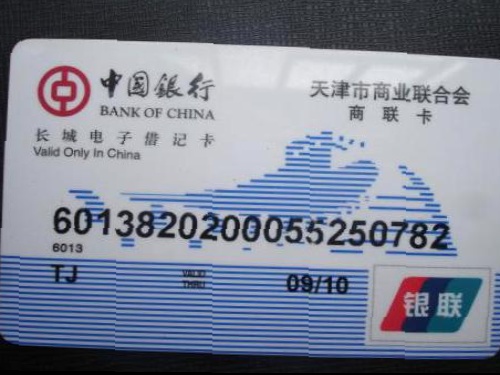 中国銀行
BANK OF CHINA
天津市商业联合会
商联卡
长城电子借记卡
Valid Only In China
6013820200055250782
6013
TJ
VALID THRU
09/10
银联